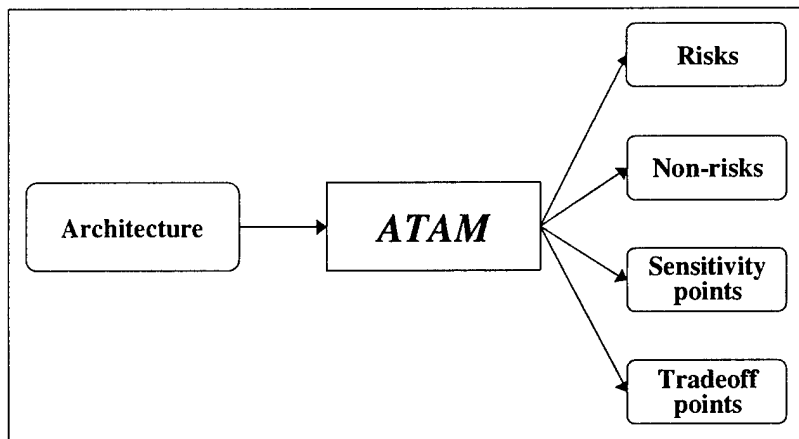 Architecture
ATAM
Risks
Non-risks
Sensitivity
points
Tradeoff
points